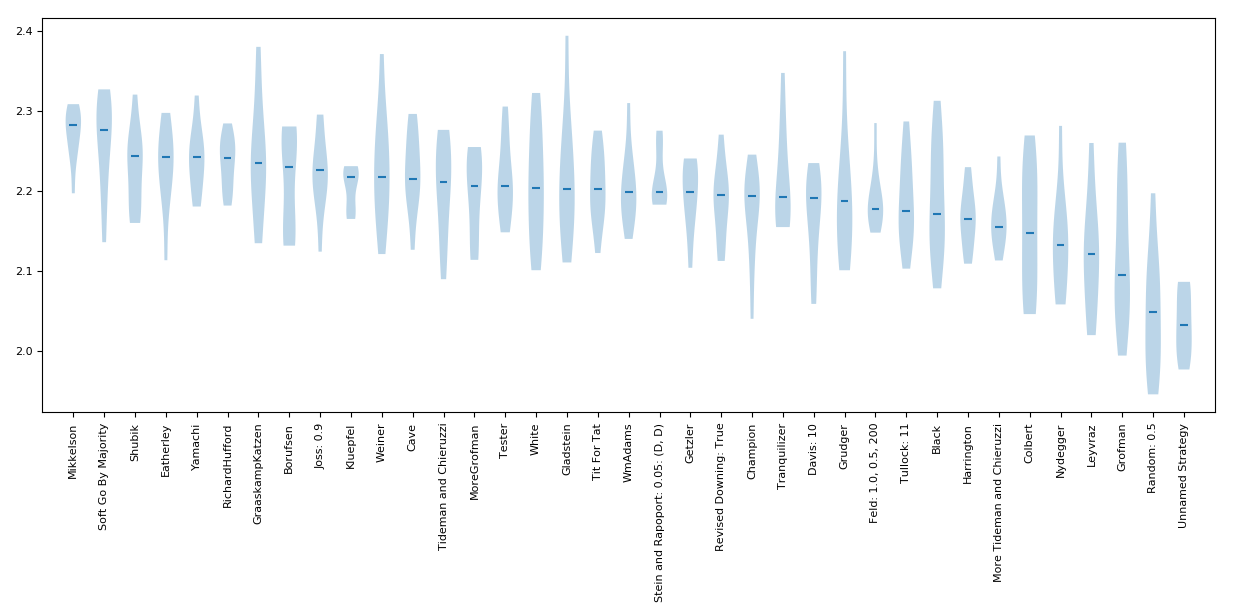 2.4
2.3
2.2
2.1
2.0
Mikkelson
Soft Go By Majority
Shubik
Eatherley
Yamachi
RichardHufford
GraaskampKatzen
Borufsen
Joss: 0.9
Kluepfel
Weiner
Cave
Tideman and Chieruzzi
MoreGrofman
Tester
White
Gladstein
Tit For Tat
WmAdams
Stein and Rapoport: 0.05: (D, D)
Getzler
Revised Downing: True
Champion
Tranquilizer
Davis: 10
Grudger
Feld: 1.0, 0.5, 200
Tullock: 11
Black
Harrington
More Tideman and Chieruzzi
Colbert
Nydegger
Leyvraz
Grofman
Random: 0.5
Unnamed Strategy